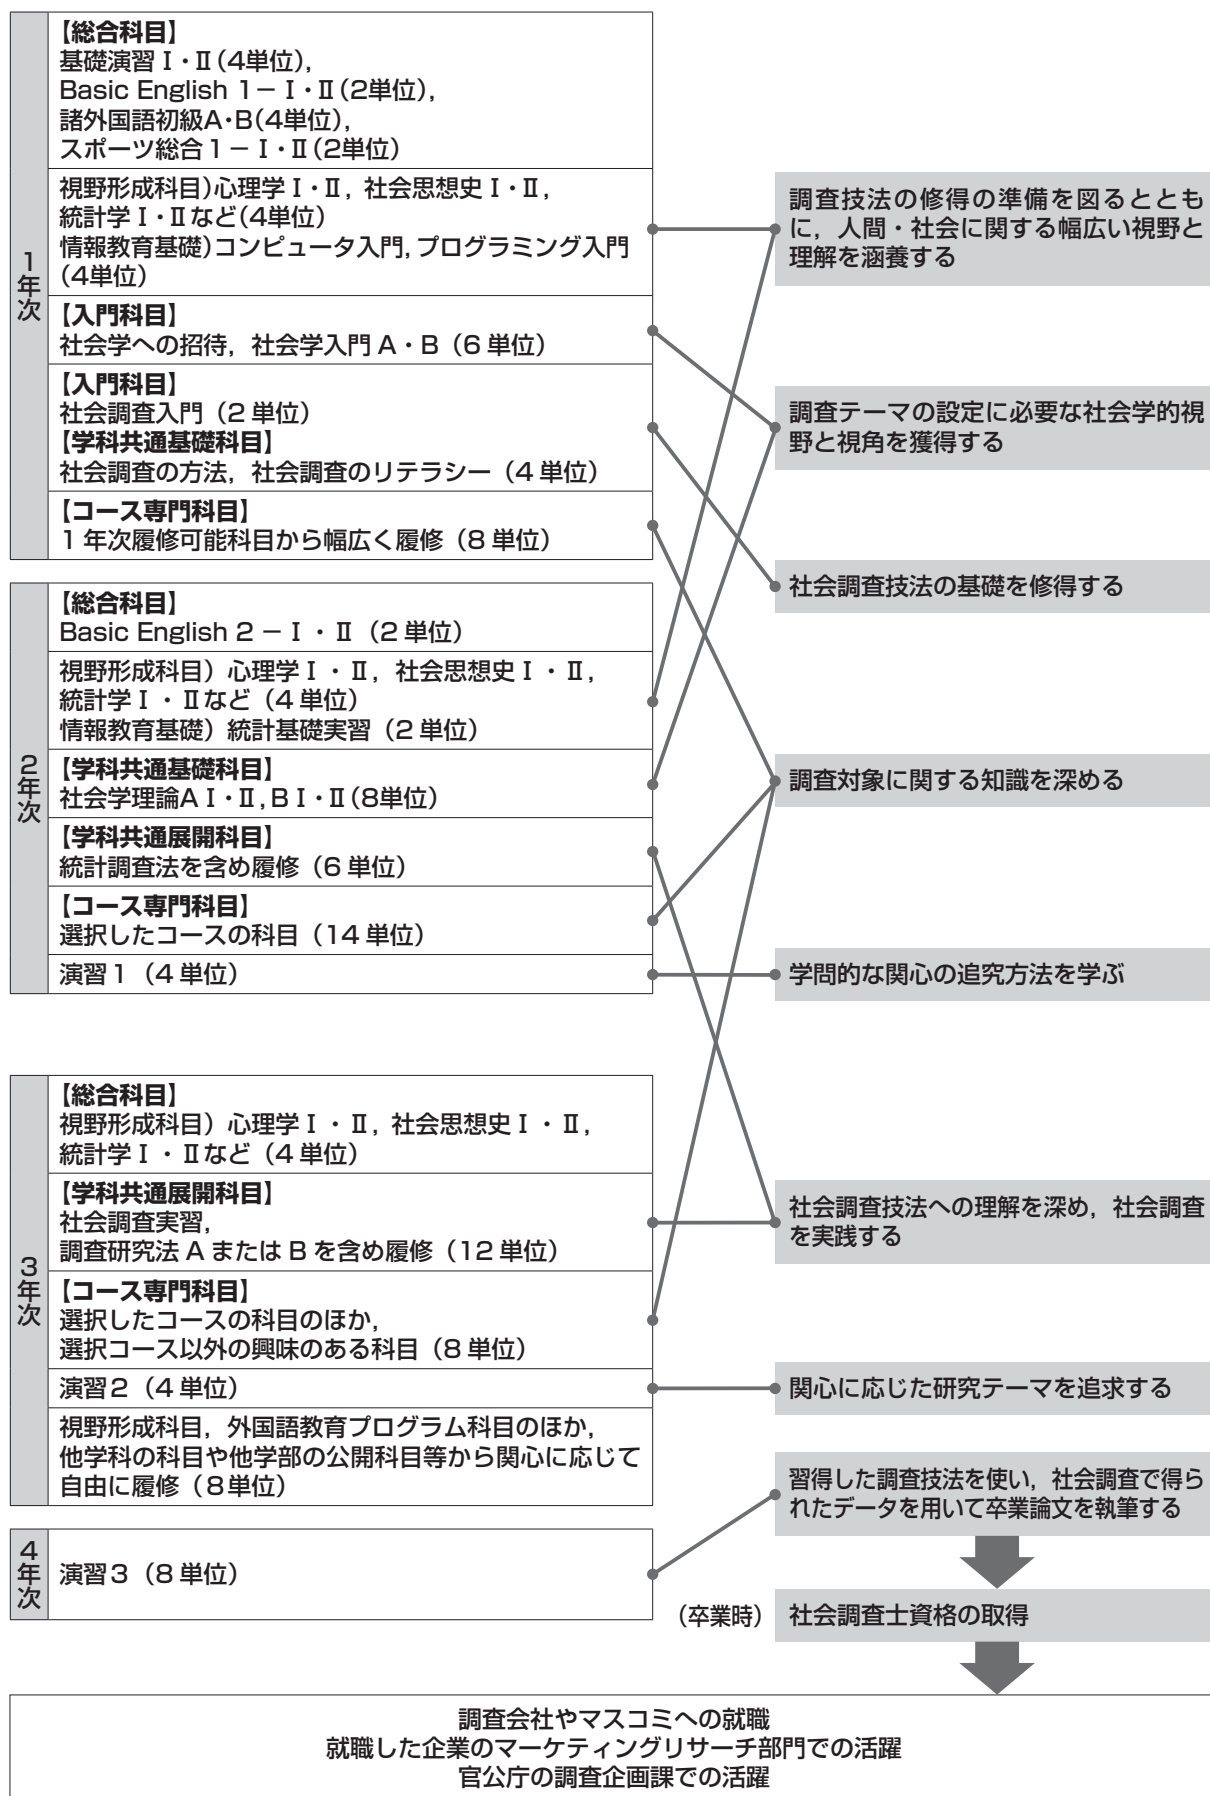 1年次
【総合科目】
基礎演習Ⅰ・Ⅱ(4単位),
Basic English 1－Ⅰ・Ⅱ(2単位),
諸外国語初級A・B(4単位),
スポーツ総合1－Ⅰ・Ⅱ(2単位)
視野形成科目)心理学Ⅰ・Ⅱ, 社会思想史Ⅰ・Ⅱ,
統計学Ⅰ・Ⅱなど(4単位)
情報教育基礎)コンピュータ入門, プログラミング入門
(4単位)
【入門科目】
社会学への招待, 社会学入門 A・B（6 単位）
【入門科目】
社会調査入門（2 単位）
【学科共通基礎科目】
社会調査の方法, 社会調査のリテラシー（4 単位）
【コース専門科目】
1 年次履修可能科目から幅広く履修（8 単位）
2年次
【総合科目】
Basic English 2 － Ⅰ ・ Ⅱ （2 単位）
視野形成科目）心理学Ⅰ ・ Ⅱ, 社会思想史Ⅰ ・ Ⅱ,
統計学Ⅰ ・ Ⅱなど（4 単位）
情報教育基礎）統計基礎実習（2 単位）
【学科共通基礎科目】
社会学理論AⅠ・Ⅱ, BⅠ・Ⅱ(8単位)
【学科共通展開科目】
統計調査法を含め履修（6 単位）
【コース専門科目】
選択したコースの科目（14 単位）
演習1（4 単位）
3年次
【総合科目】
視野形成科目）心理学Ⅰ ・ Ⅱ, 社会思想史Ⅰ ・ Ⅱ,
統計学Ⅰ ・ Ⅱなど（4 単位）
【学科共通展開科目】
社会調査実習,
調査研究法 A または B を含め履修（12 単位）
【コース専門科目】
選択したコースの科目のほか,
選択コース以外の興味のある科目（8 単位）
演習2（4 単位）
視野形成科目, 外国語教育プログラム科目のほか,
他学科の科目や他学部の公開科目等から関心に応じて
自由に履修（8単位）
4年次
演習3（8 単位）
調査技法の修得の準備を図るととも
に, 人間・社会に関する幅広い視野と
理解を涵養する
調査テーマの設定に必要な社会学的視
野と視角を獲得する
社会調査技法の基礎を修得する
調査対象に関する知識を深める
学問的な関心の追究方法を学ぶ
社会調査技法への理解を深め, 社会調査
を実践する
関心に応じた研究テーマを追求する
習得した調査技法を使い, 社会調査で得ら
れたデータを用いて卒業論文を執筆する
（卒業時） 社会調査士資格の取得
調査会社やマスコミへの就職
就職した企業のマーケティングリサーチ部門での活躍
官公庁の調査企画課での活躍